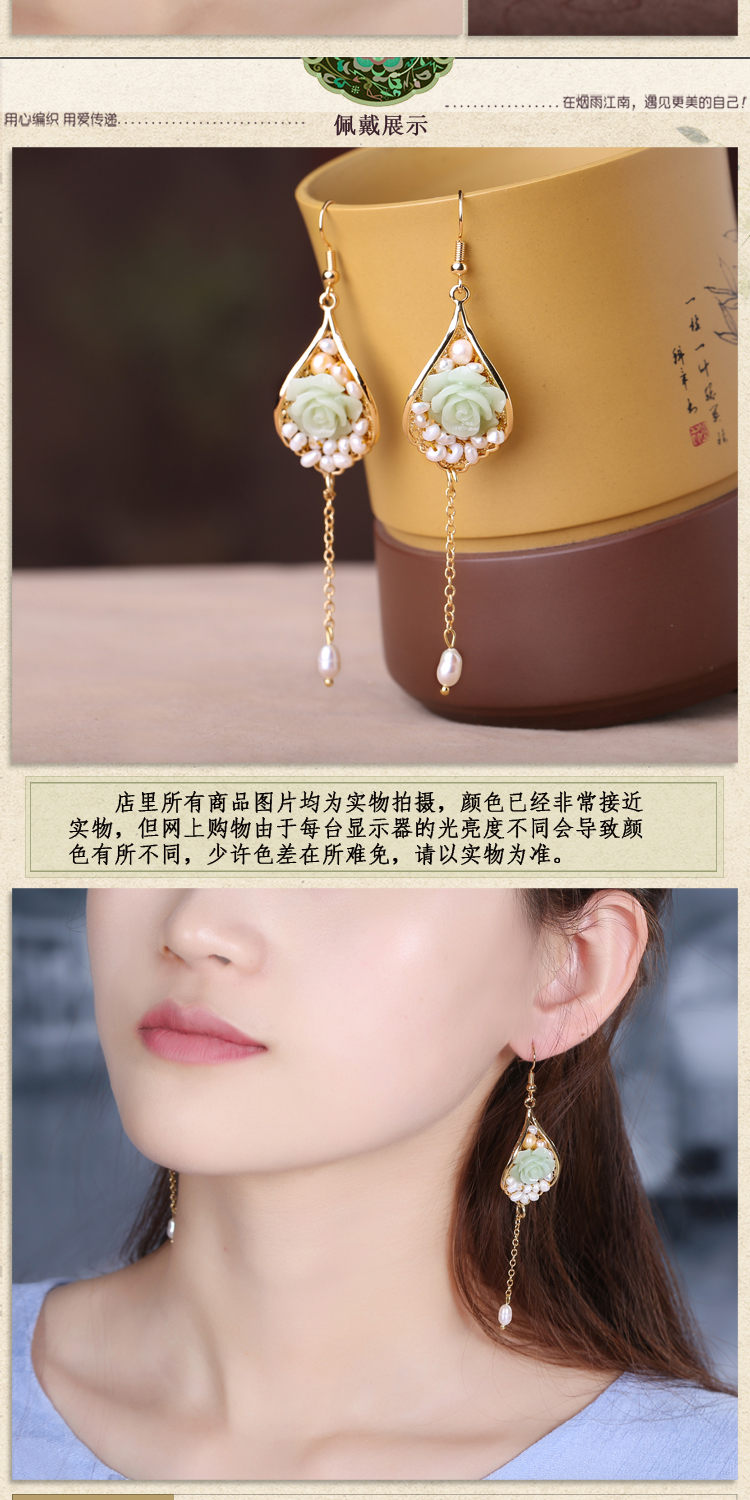 在烟雨江南，遇见更美的自己！
用心编织 用爱传递
佩戴展示
店里所有商品图片均为实物拍摄，颜色已经非常接近
实物，但网上购物由于每台显示器的光亮度不同会导致颜
色有所不同，少许色差在所难免，请以实物为准。